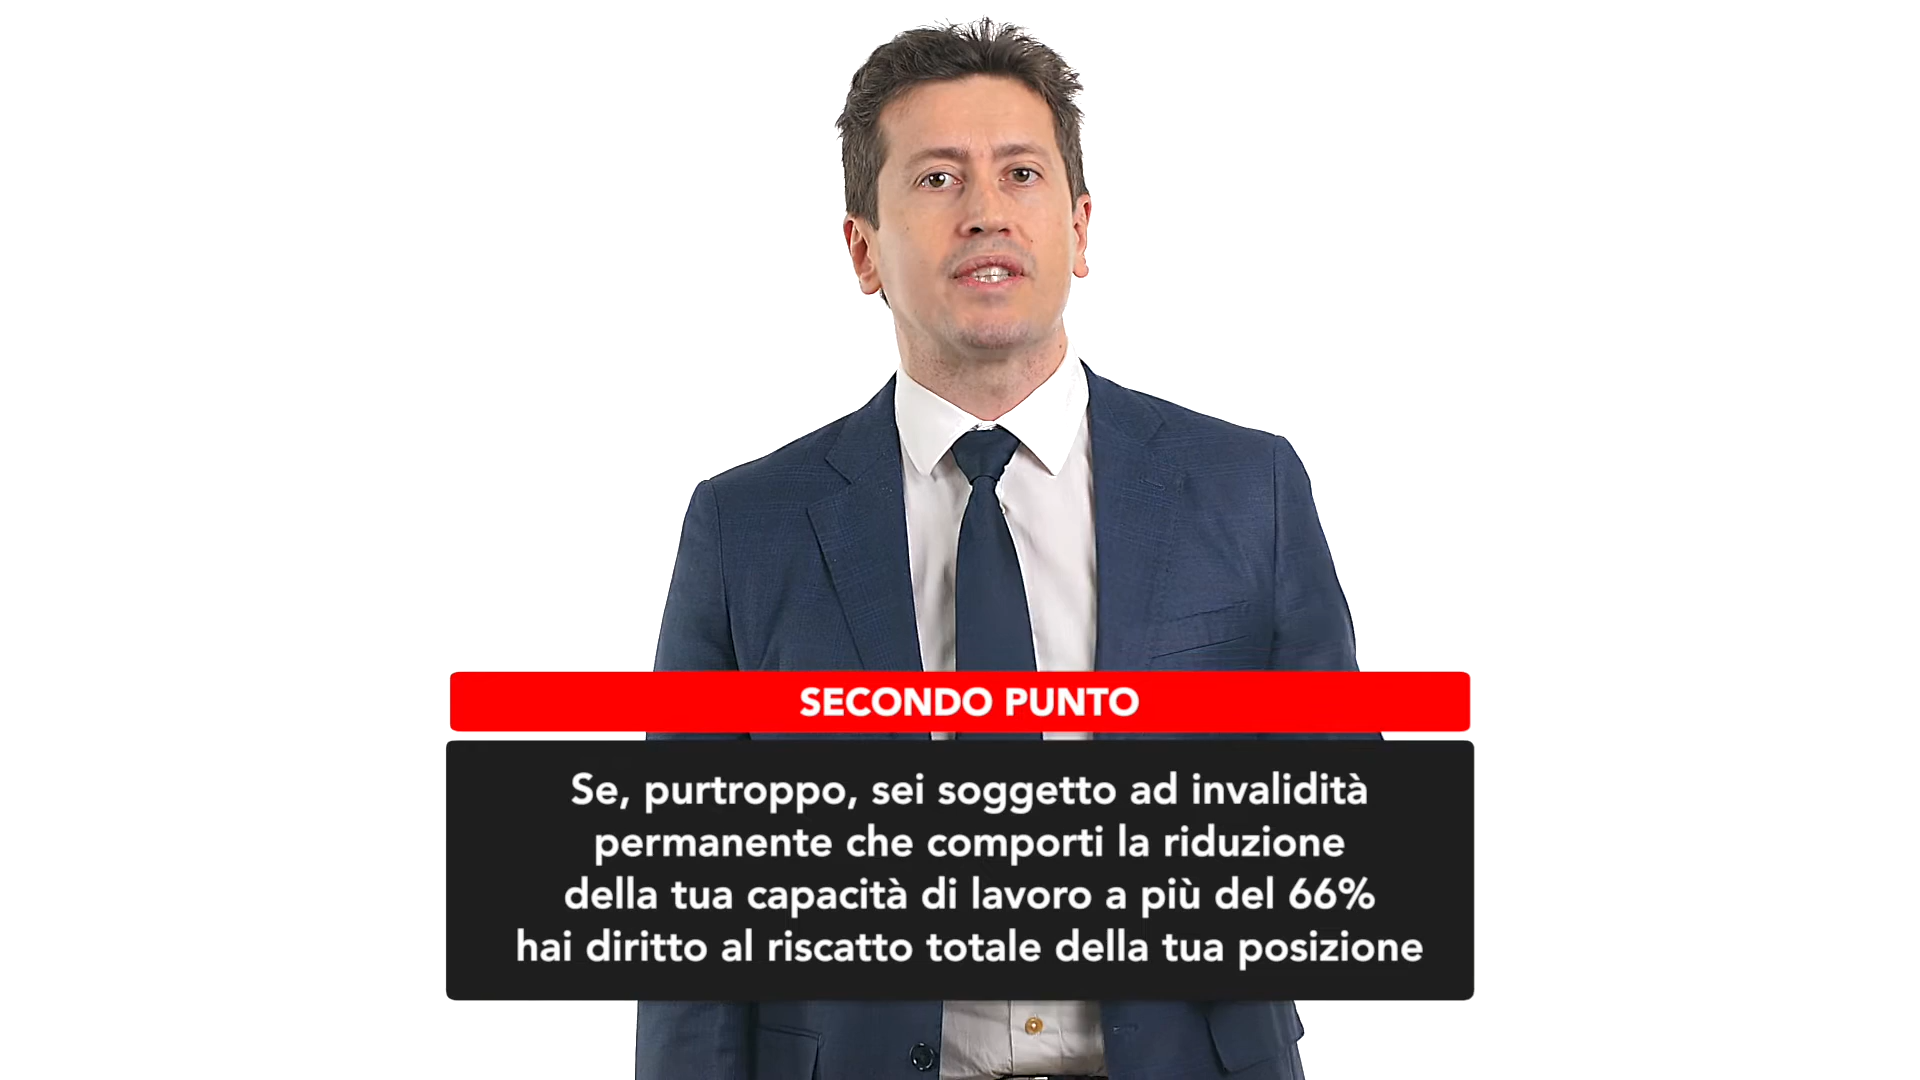 SECONDO PUNTO
Se, purtroppo, sei soggetto ad invalidità
permanente che comporti la riduzione
della tua capacità di lavoro a più del 66%
hai diritto al riscatto totale della tua posizione